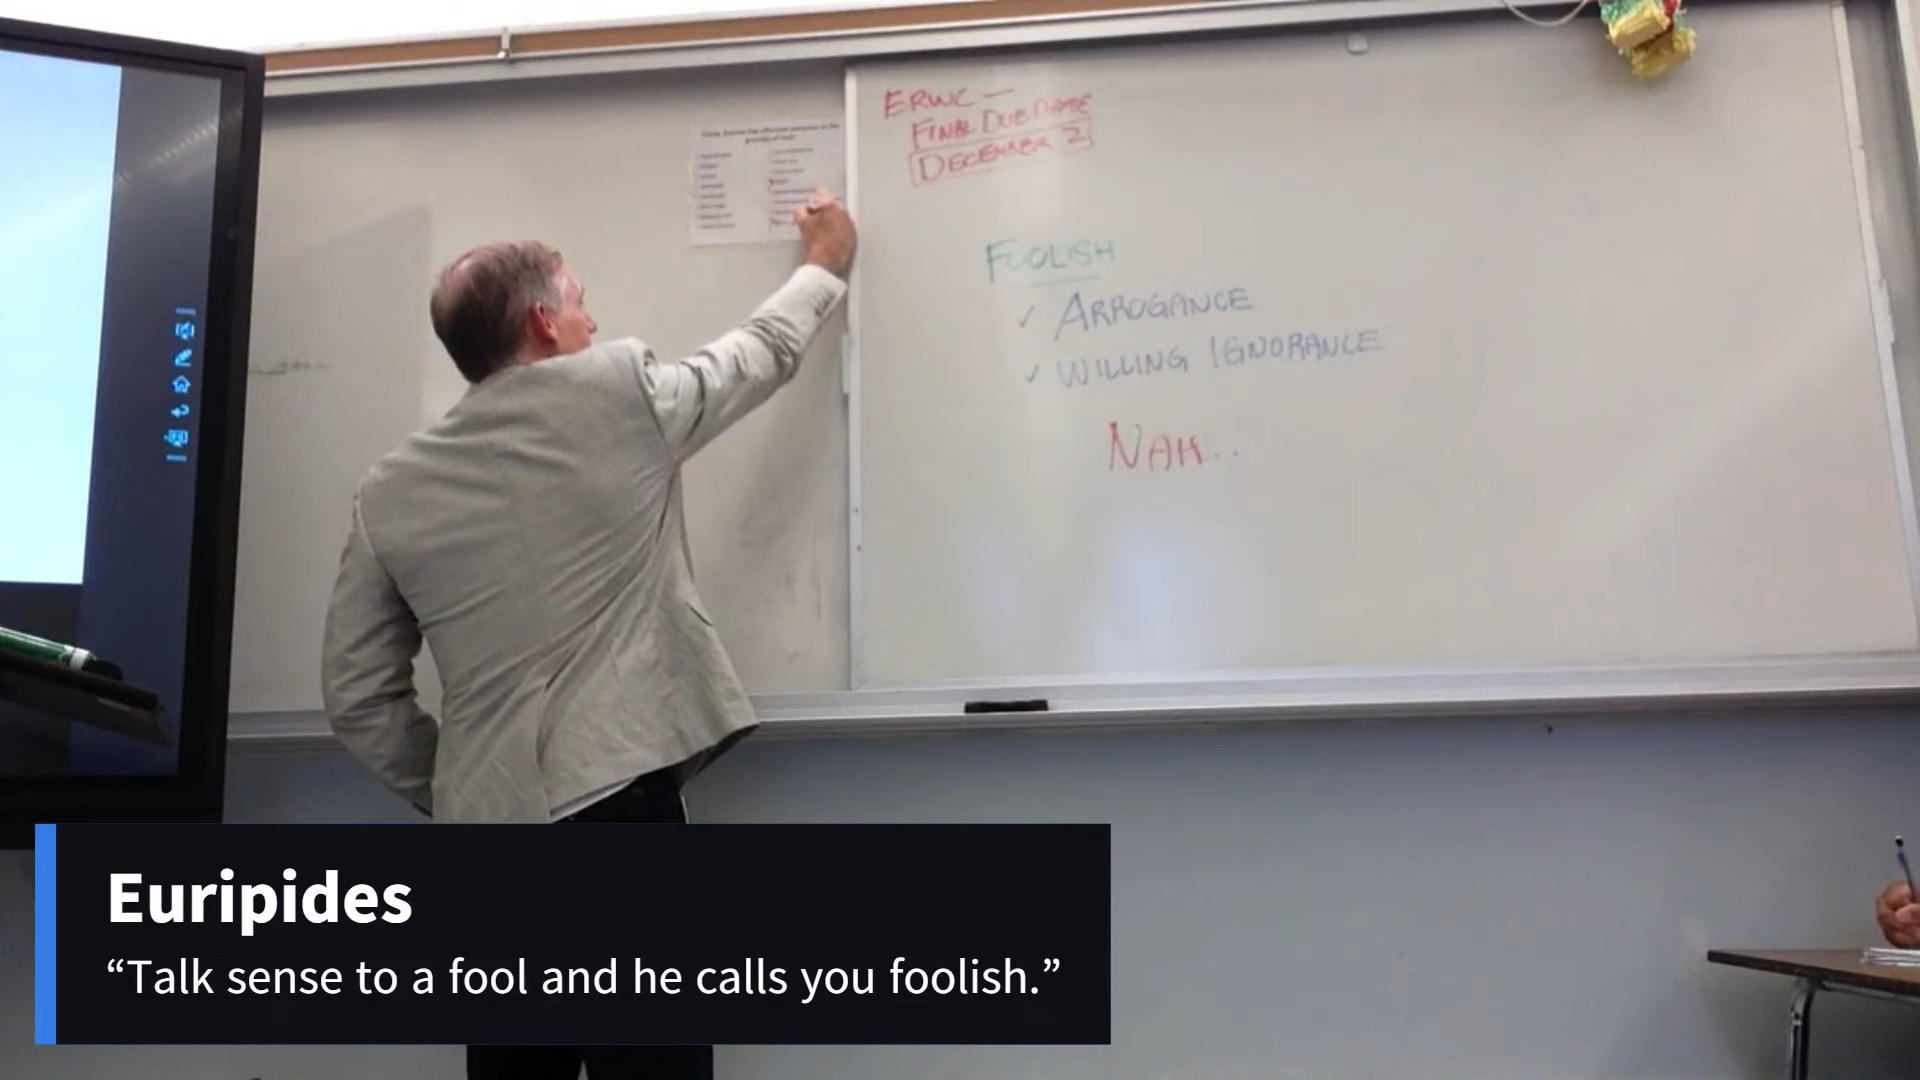 ERWC —
FINAL DUE DATE
DECEMBER 2
FOOLISH
✓ ARROGANCE
✓ WILLING IGNORANCE
NAH..
Euripides
“Talk sense to a fool and he calls you foolish.”